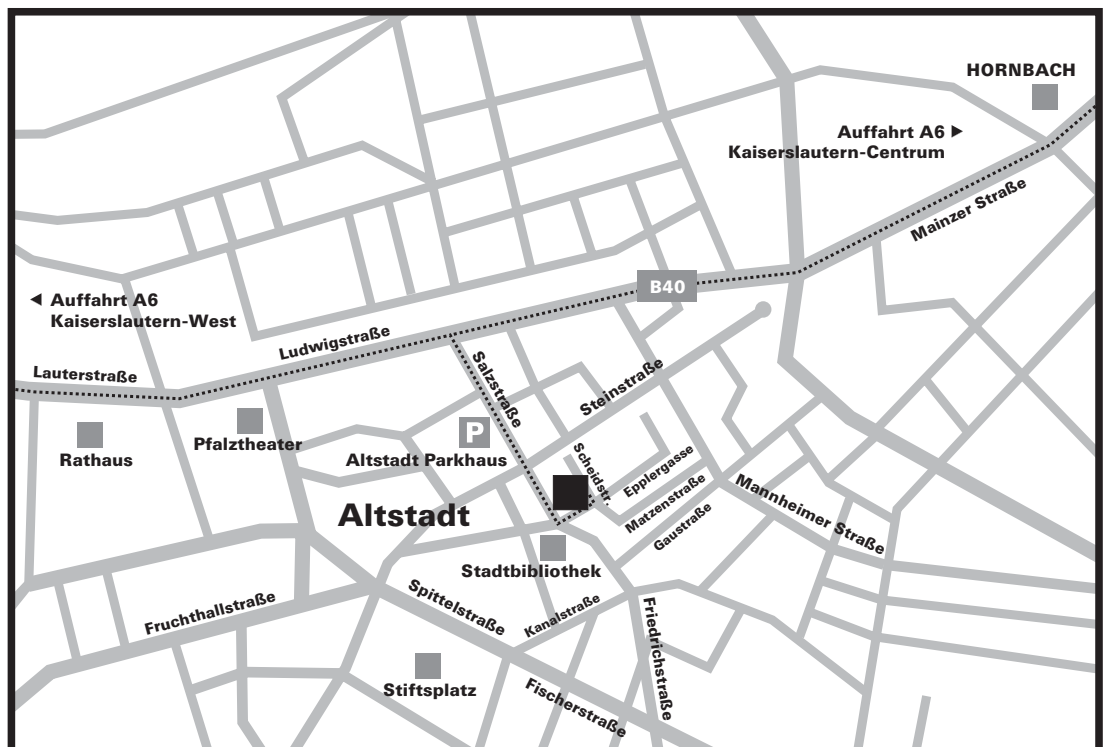 HORNBACH
Auffahrt A6 ►
Kaiserslautern-Centrum
Mainzer Straße
B40
◄ Auffahrt A6
Kaiserslautern-West
Ludwigstraße
Lauterstraße
Salzstraße
Steinstraße
Rathaus
Pfalztheater
P
Altstadt Parkhaus
Scheidstr.
Epplergasse
Matzenstraße
Gaustraße
Mannheimer Straße
Altstadt
Stadtbibliothek
Fruchthallstraße
Spittelstraße
Kanalstraße
Friedrichstraße
Stiftsplatz
Fischerstraße